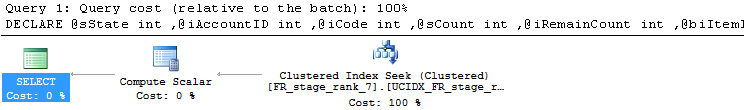 Query 1: Query cost (relative to the batch): 100%
DECLARE @sState int ,@iAccountID int ,@iCode int ,@sCount int ,@iRemainCount int ,@biItemI
SELECT
Cost: 0 %
Compute Scalar
Cost: 0 %
Clustered Index Seek (Clustered)
[FR_stage_rank_7].[UCIDX_FR_stage_r…
Cost: 100 %